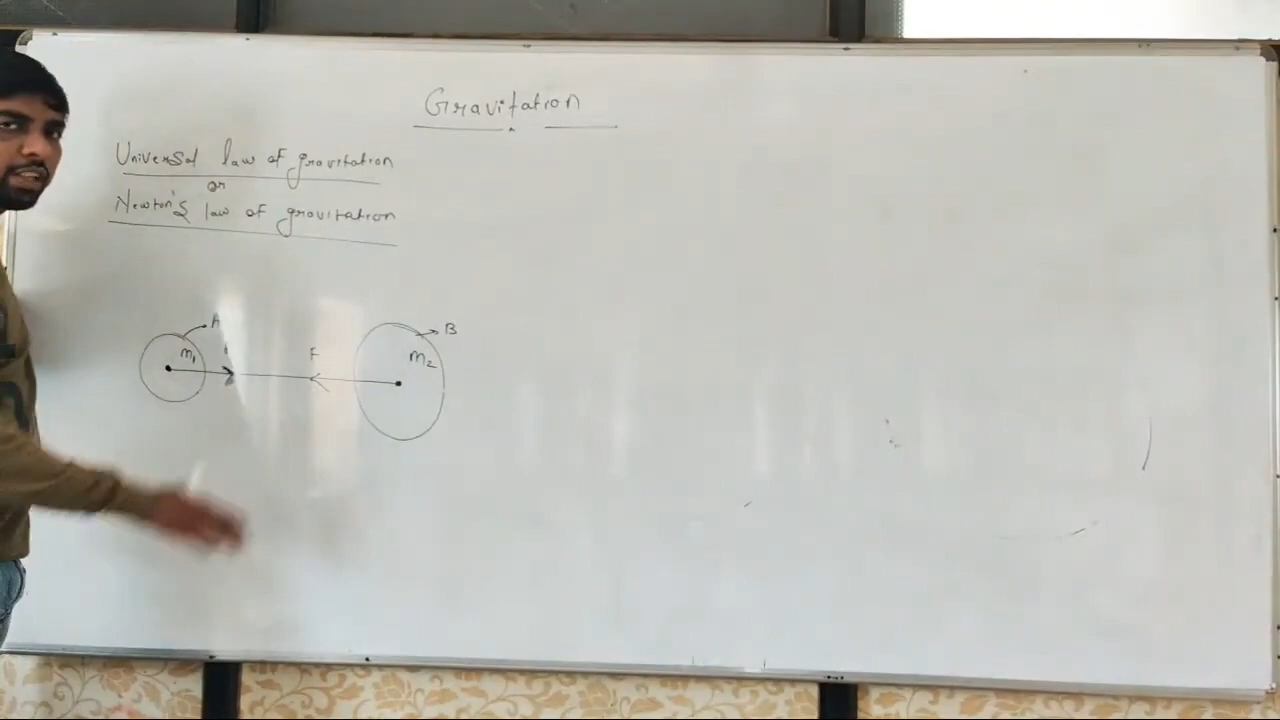 Gravitation
Universal law of gravitation
or
Newton's law of gravitation
A
B
m₁
F
m₂